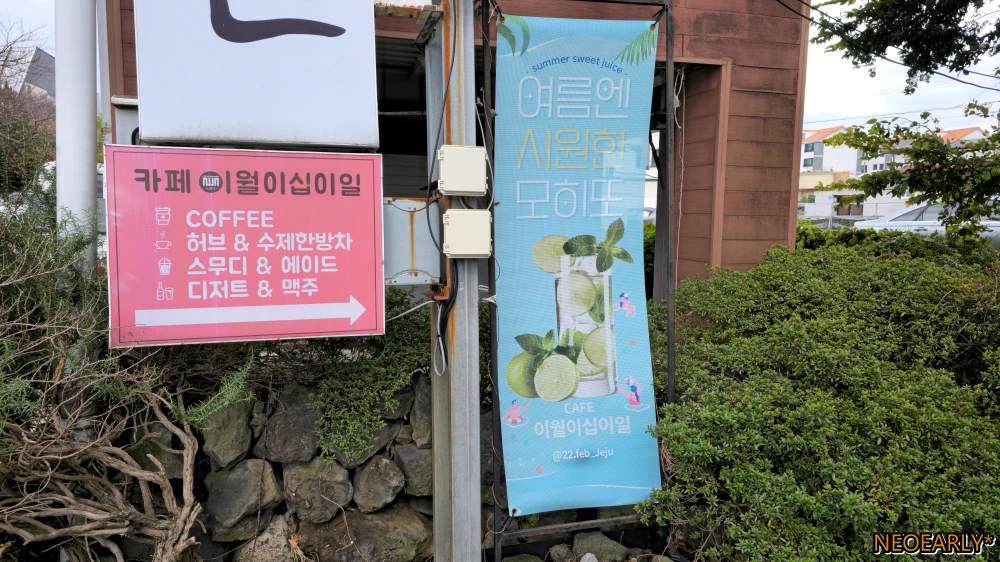 카페 이월이십이일
COFFEE
허브 & 수제한방차
스무디 & 에이드
디저트 & 맥주
summer sweet juice
여름엔
시원한
모히또
CAFE
이월이십이일
@22.feb_Jeju
NEOEARLY*